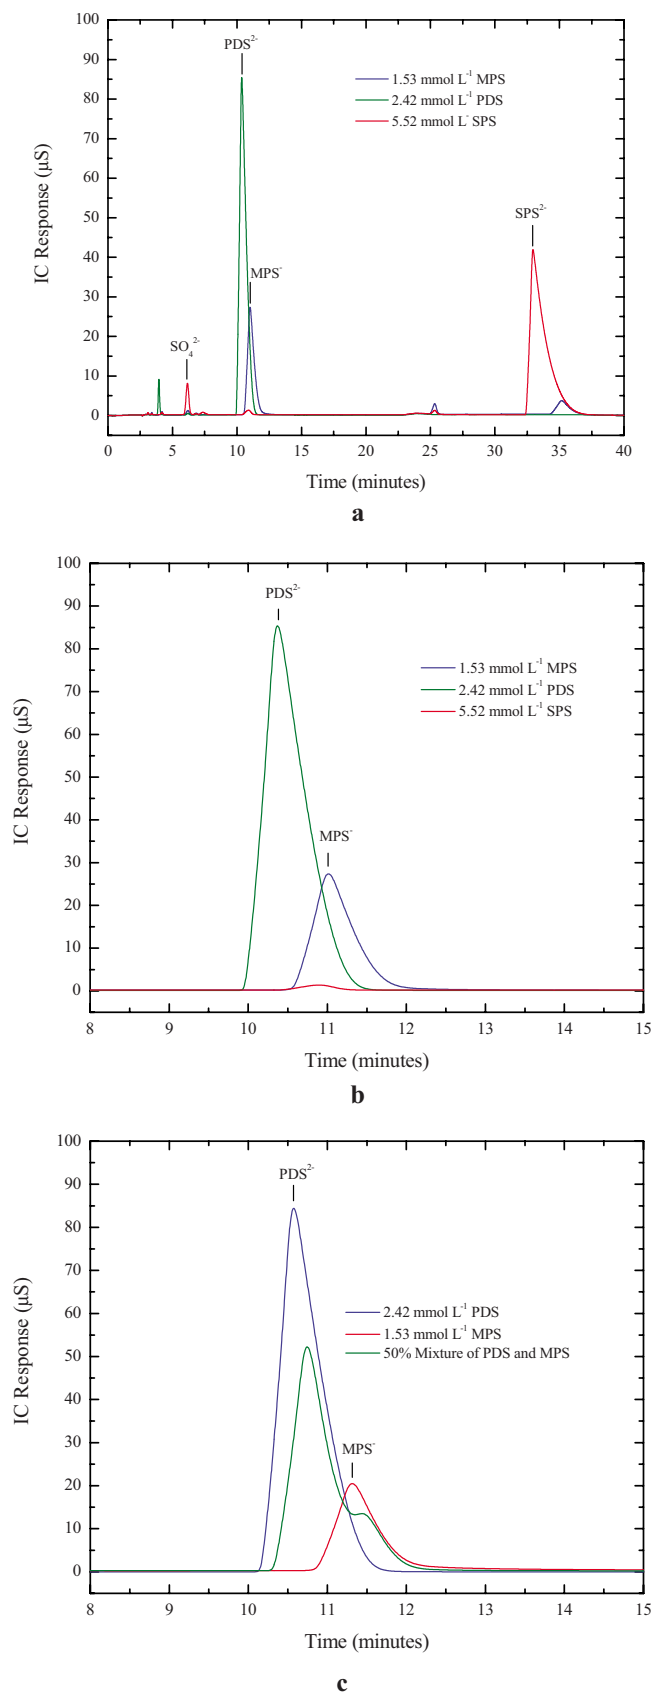 100
90
80
70
60
50
40
30
20
10
0
IC Response (µS)
PDS²⁻
MPS⁻
SO₄²⁻
SPS²⁻
1.53 mmol L⁻¹ MPS
2.42 mmol L⁻¹ PDS
5.52 mmol L⁻ SPS
0 5 10 15 20 25 30 35 40
Time (minutes)
a
100
90
80
70
60
50
40
30
20
10
0
IC Response (µS)
PDS²⁻
MPS⁻
1.53 mmol L⁻¹ MPS
2.42 mmol L⁻¹ PDS
5.52 mmol L⁻¹ SPS
8 9 10 11 12 13 14 15
Time (minutes)
b
100
90
80
70
60
50
40
30
20
10
0
IC Response (µS)
PDS²⁻
MPS⁻
2.42 mmol L⁻¹ PDS
1.53 mmol L⁻¹ MPS
50% Mixture of PDS and MPS
8 9 10 11 12 13 14 15
Time (minutes)
c